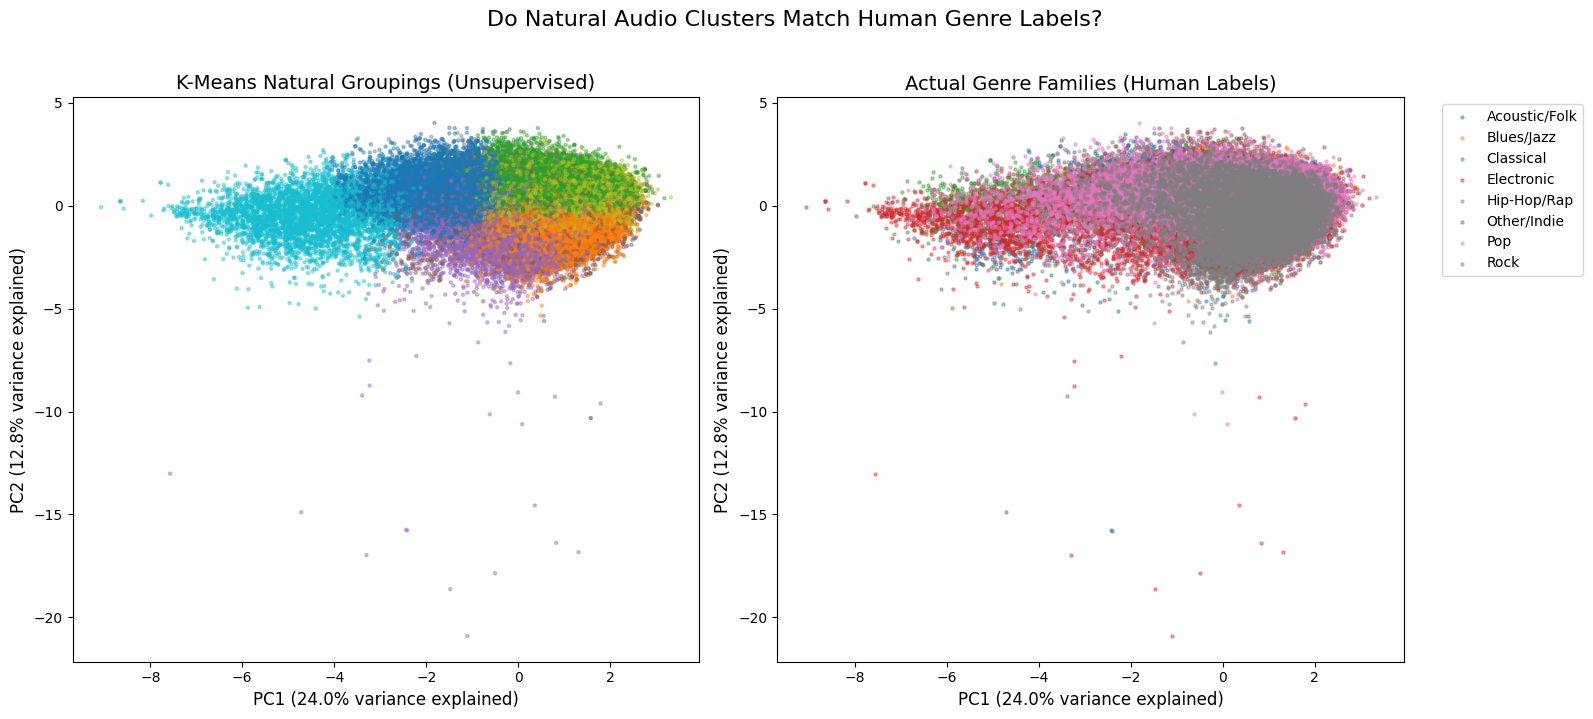 Do Natural Audio Clusters Match Human Genre Labels?
K-Means Natural Groupings (Unsupervised)
5
0
−5
−10
−15
−20
PC2 (12.8% variance explained)
−8
−6
−4
−2
0
2
PC1 (24.0% variance explained)
Actual Genre Families (Human Labels)
5
0
−5
−10
−15
−20
PC2 (12.8% variance explained)
−8
−6
−4
−2
0
2
PC1 (24.0% variance explained)
Acoustic/Folk
Blues/Jazz
Classical
Electronic
Hip-Hop/Rap
Other/Indie
Pop
Rock